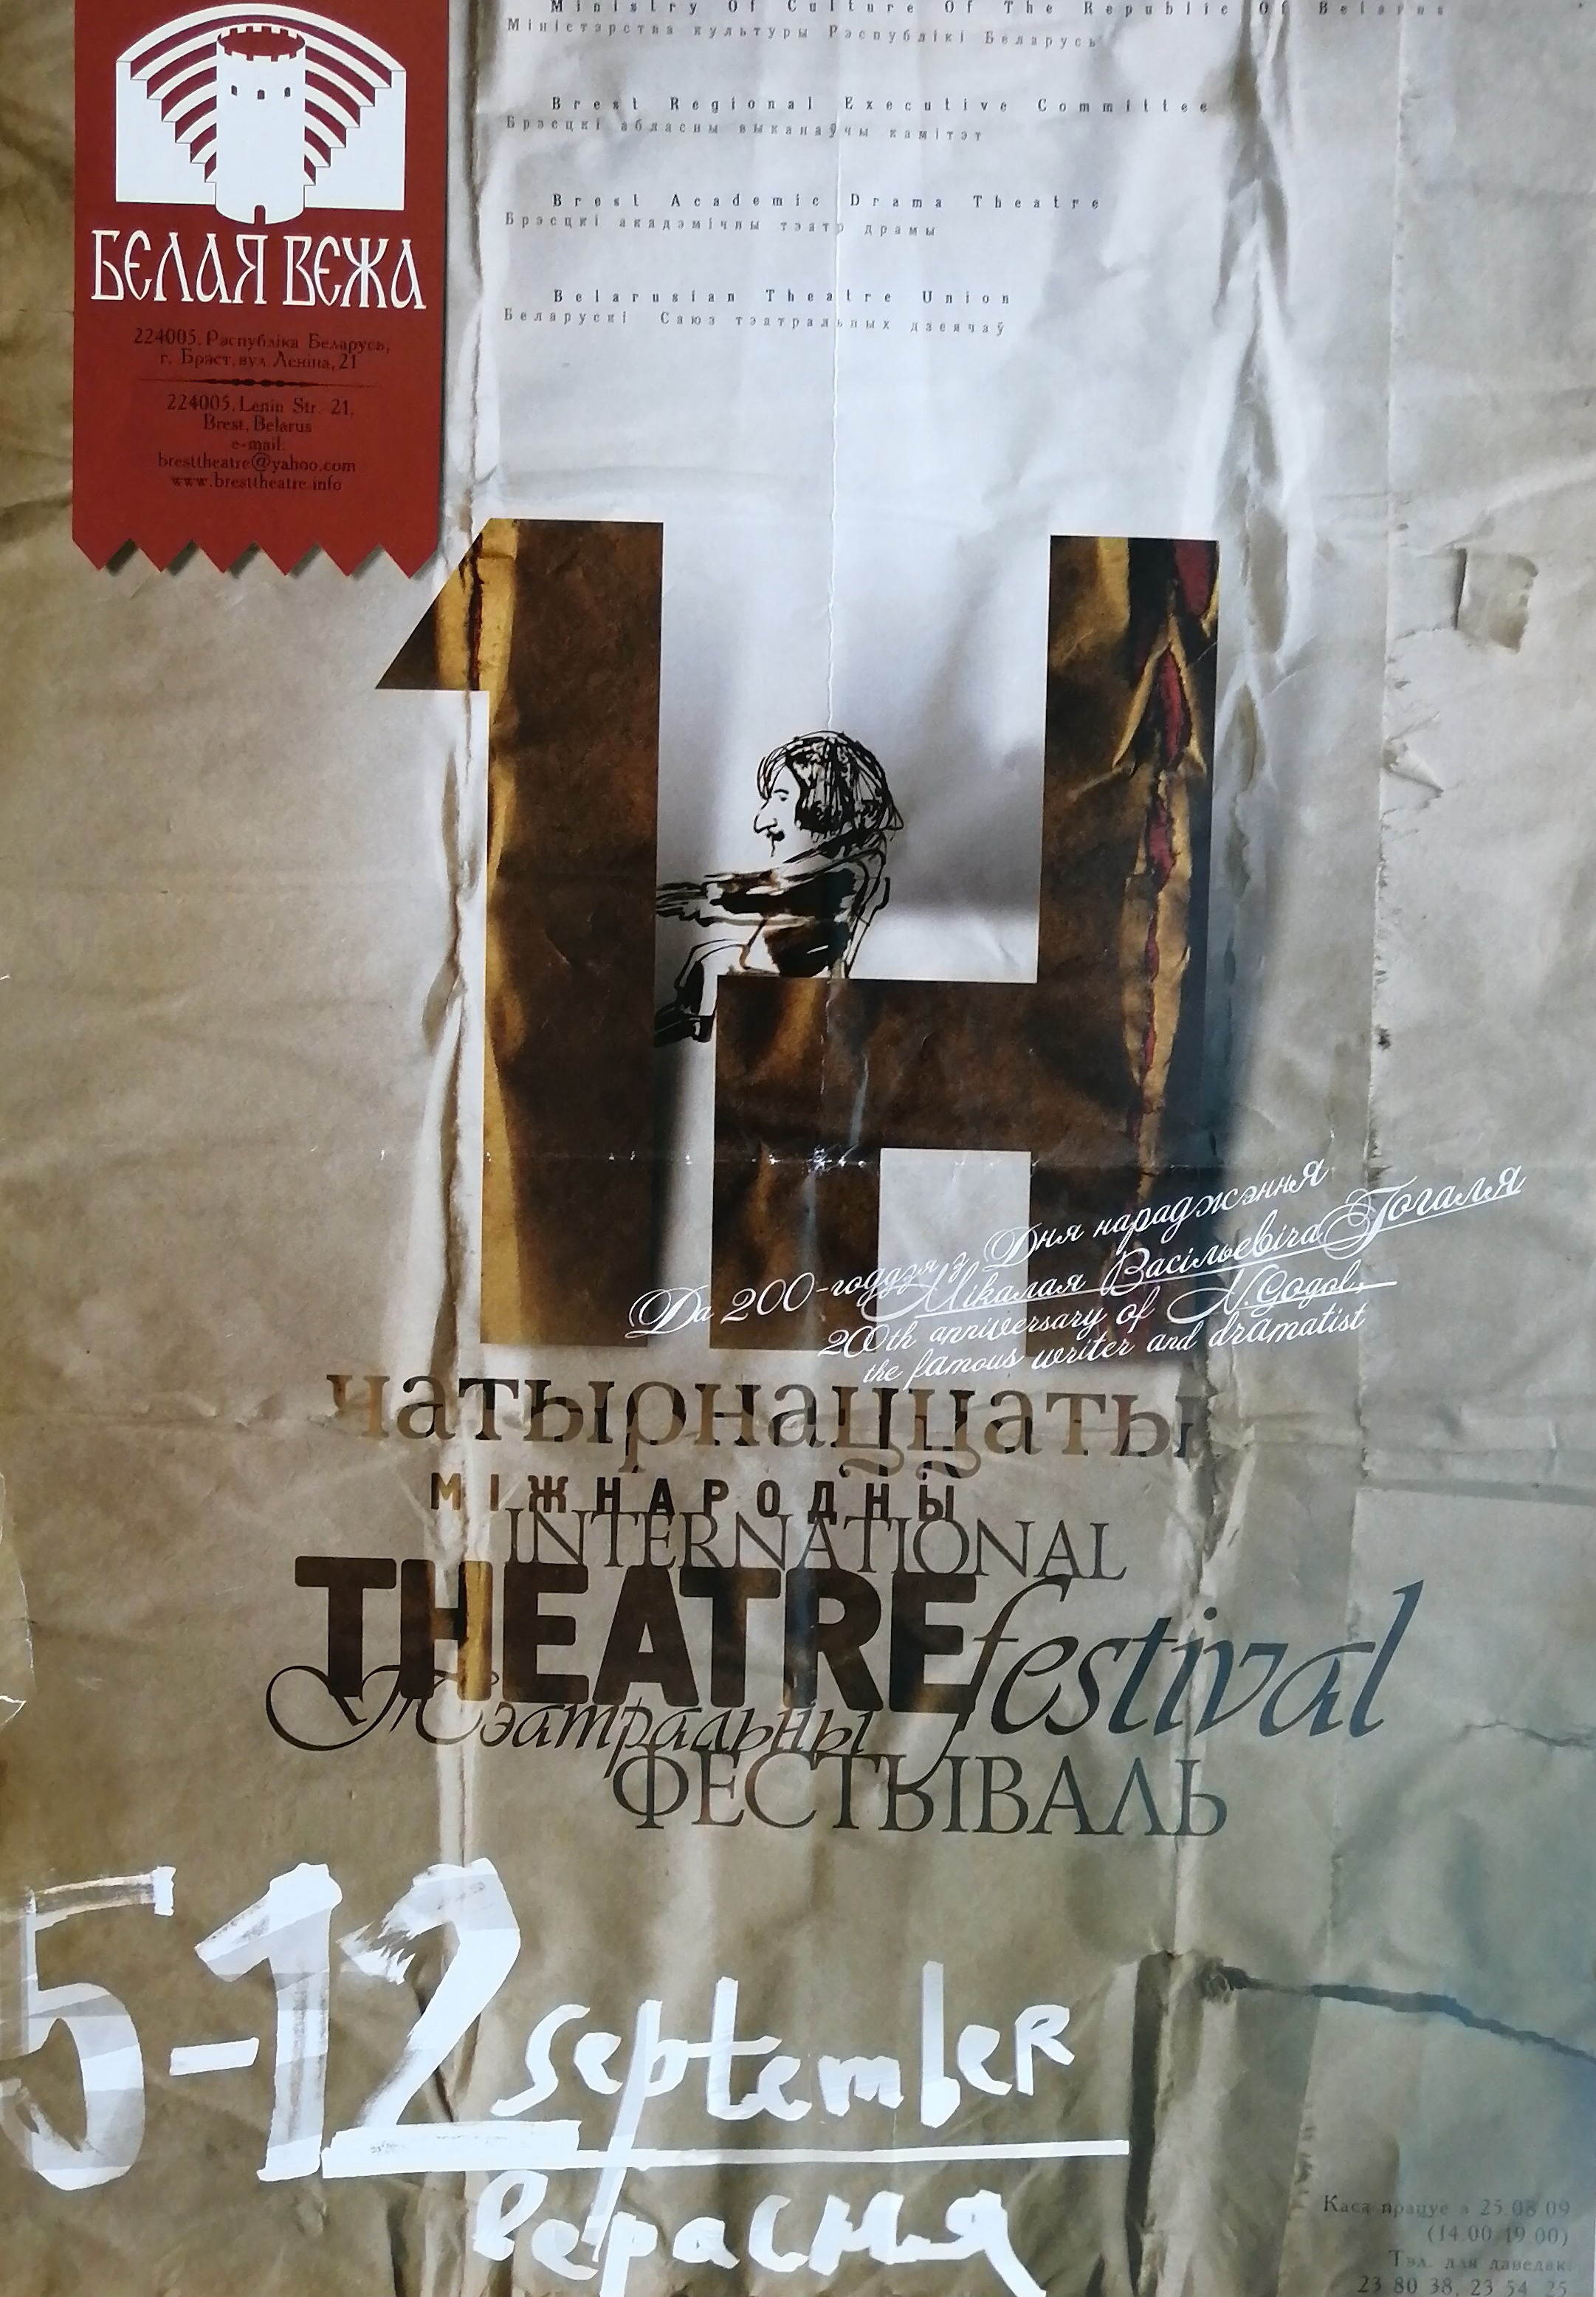 Ministry Of Culture Of The Republic Of Belarus
Міністэрства культуры Рэспублікі Беларусь
Brest Regional Executive Committee
Брэсцкі абласны выканаўчы камітэт
Brest Academic Drama Theatre
Брэсцкі акадэмічны тэатр драмы
Belarusian Theatre Union
Беларускі Саюз тэатральных дзеячаў
БЕЛАЯ ВЕЖА
224005, Распубліка Беларусь,
г. Брэст, вул. Леніна, 21
224005, Lenin Str. 21,
Brest, Belarus
e-mail:
bresttheatre@yahoo.com
www.bresttheatre.info
14
Да 200-годдзя з Дня нараджэння
Мікалая Васільевіча Гогаля
200th anniversary of N. Gogol,
the famous writer and dramatist
чатырнаццаты
МІЖНАРОДНЫ
INTERNATIONAL
THEATRE festival
Тэатральны
ФЕСТЫВАЛЬ
5-12 september
верасня
Каса працуе з 25.08.09
(14.00 19.00)
Тэл. для даведак:
23 80 38, 23 54 25